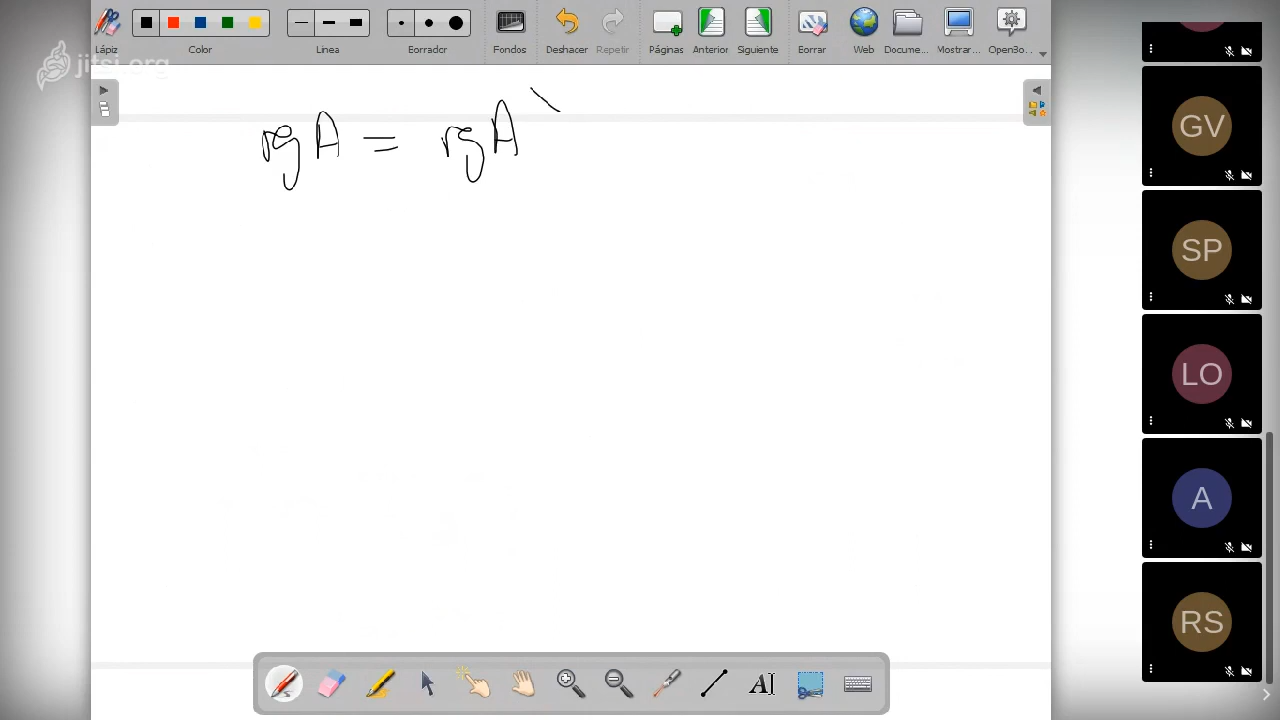 Lápiz Color Linea Borrador Fondos Deshacer Repetir Páginas Anterior Siguiente Borrar Web Docume... Mostrar... OpenBo...
jitsi.org
rg A = rg A
GV
SP
LO
A
RS